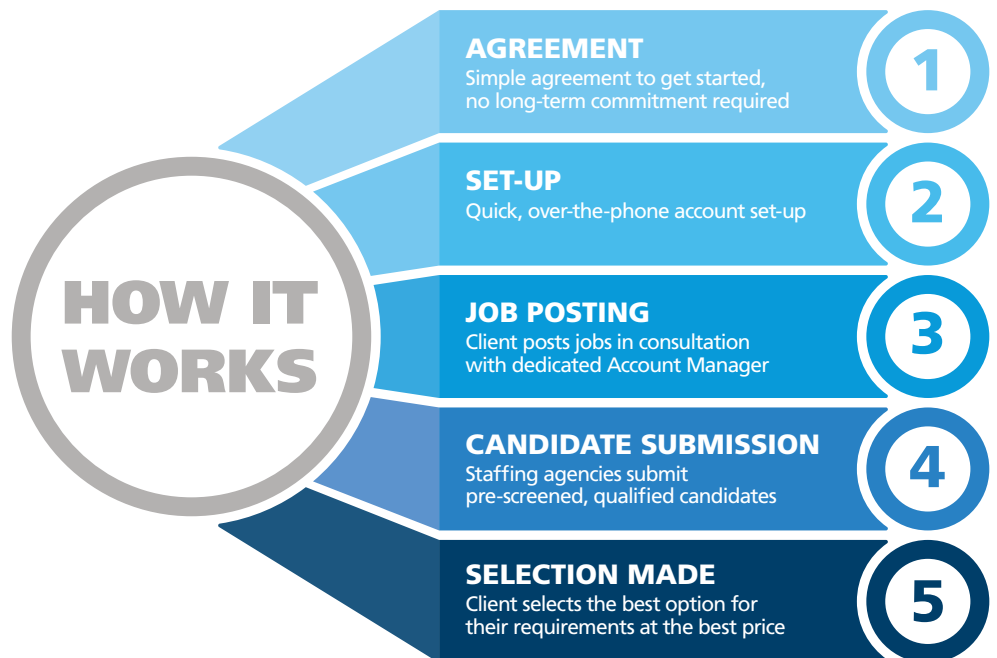 HOW IT
WORKS
AGREEMENT
Simple agreement to get started,
no long-term commitment required
1
SET-UP
Quick, over-the-phone account set-up
2
JOB POSTING
Client posts jobs in consultation
with dedicated Account Manager
3
CANDIDATE SUBMISSION
Staffing agencies submit
pre-screened, qualified candidates
4
SELECTION MADE
Client selects the best option for
their requirements at the best price
5